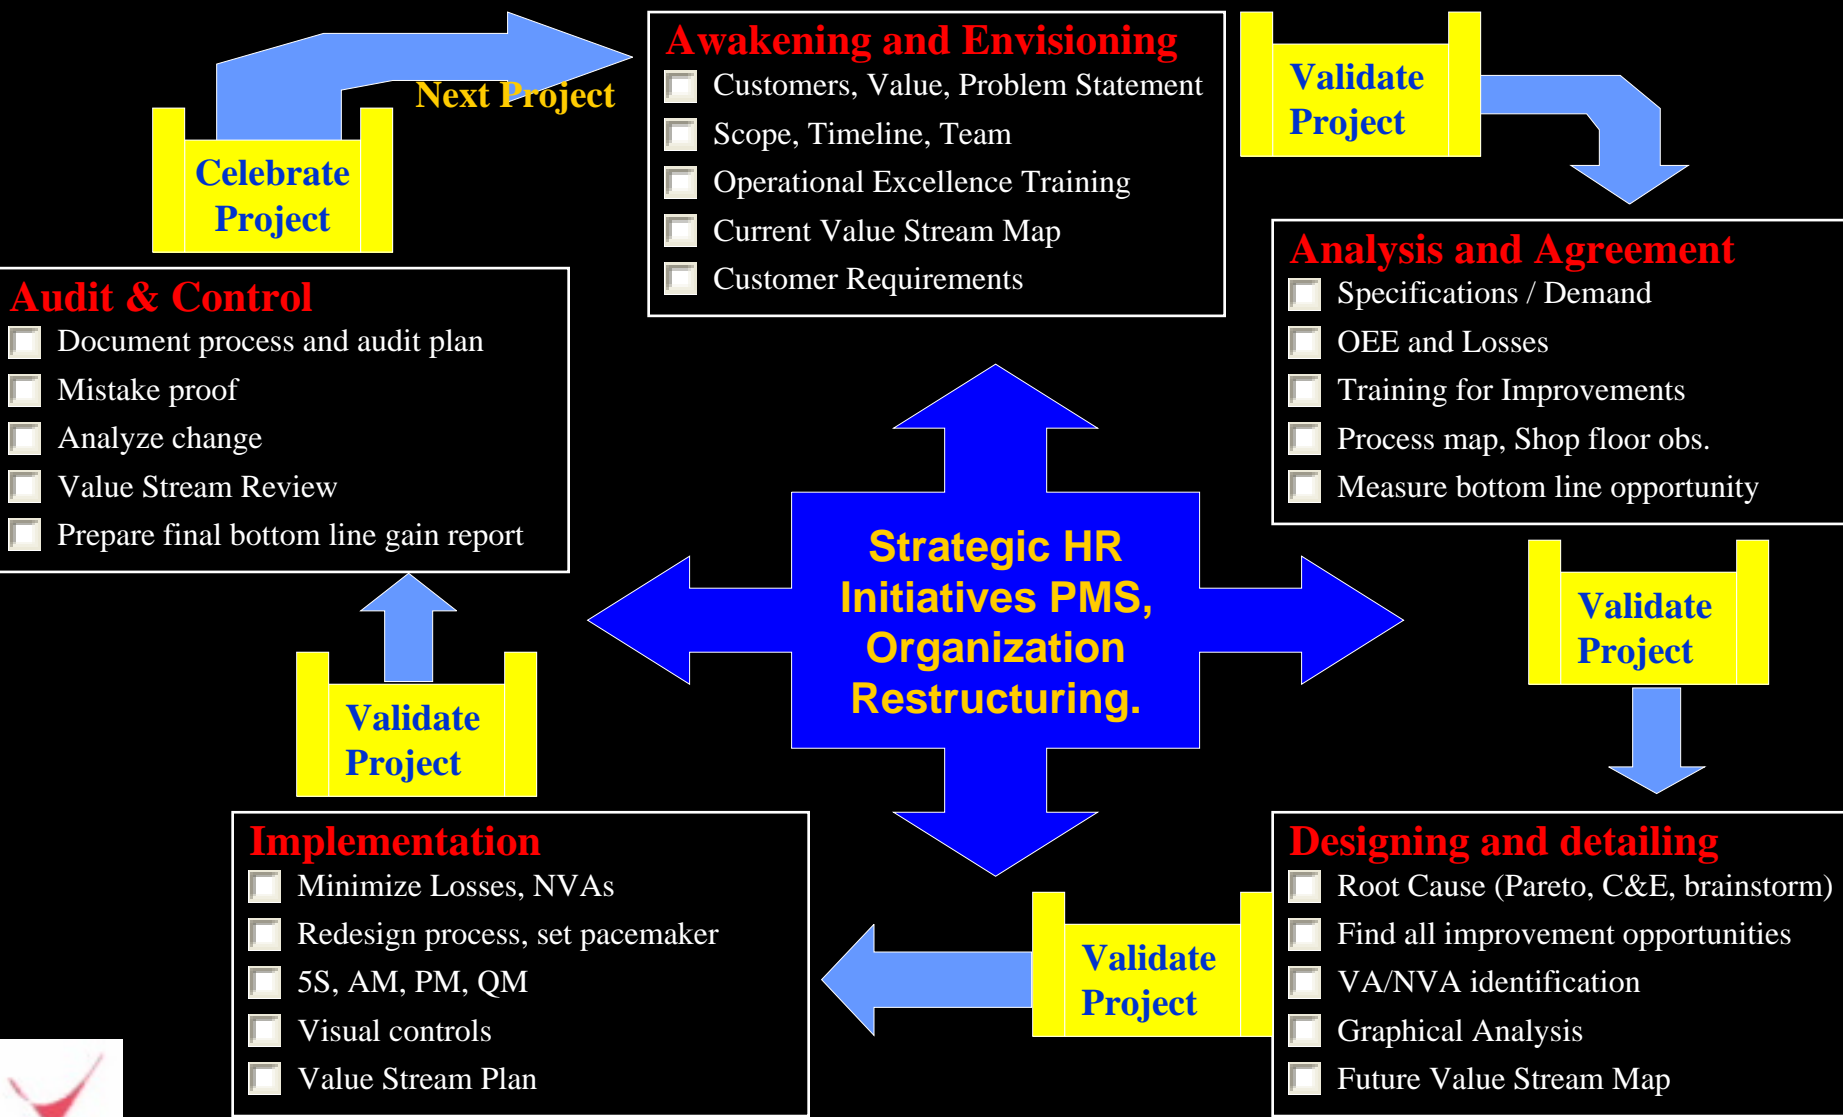 Next Project
Celebrate
Project
Awakening and Envisioning
Customers, Value, Problem Statement
Scope, Timeline, Team
Operational Excellence Training
Current Value Stream Map
Customer Requirements
Validate
Project
Analysis and Agreement
Specifications / Demand
OEE and Losses
Training for Improvements
Process map, Shop floor obs.
Measure bottom line opportunity
Validate
Project
Designing and detailing
Root Cause (Pareto, C&E, brainstorm)
Find all improvement opportunities
VA/NVA identification
Graphical Analysis
Future Value Stream Map
Validate
Project
Implementation
Minimize Losses, NVAs
Redesign process, set pacemaker
5S, AM, PM, QM
Visual controls
Value Stream Plan
Validate
Project
Audit & Control
Document process and audit plan
Mistake proof
Analyze change
Value Stream Review
Prepare final bottom line gain report
Strategic HR
Initiatives PMS,
Organization
Restructuring.